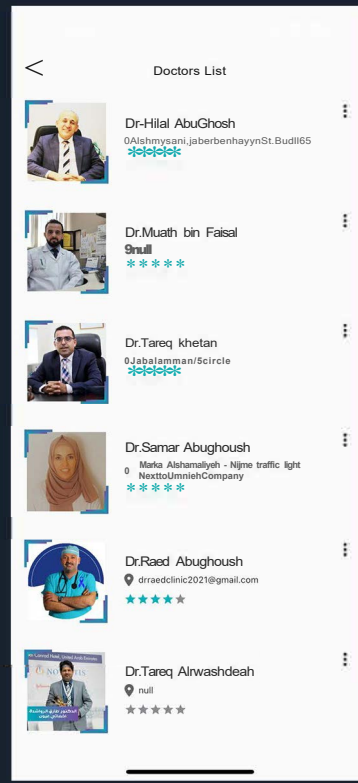 Doctors List
Dr-Hilal AbuGhosh
0Alshmysani,jaberbenhayynSt.Budll65
Dr.Muath bin Faisal
9null
Dr.Tareq khetan
0Jabalamman/5circle
Dr.Samar Abughoush
0 Marka Alshamaliyeh - Nijme traffic light
NexttoUmniehCompany
Dr.Raed Abughoush
drraedclinic2021@gmail.com
Dr.Tareq Alrwashdeah
null